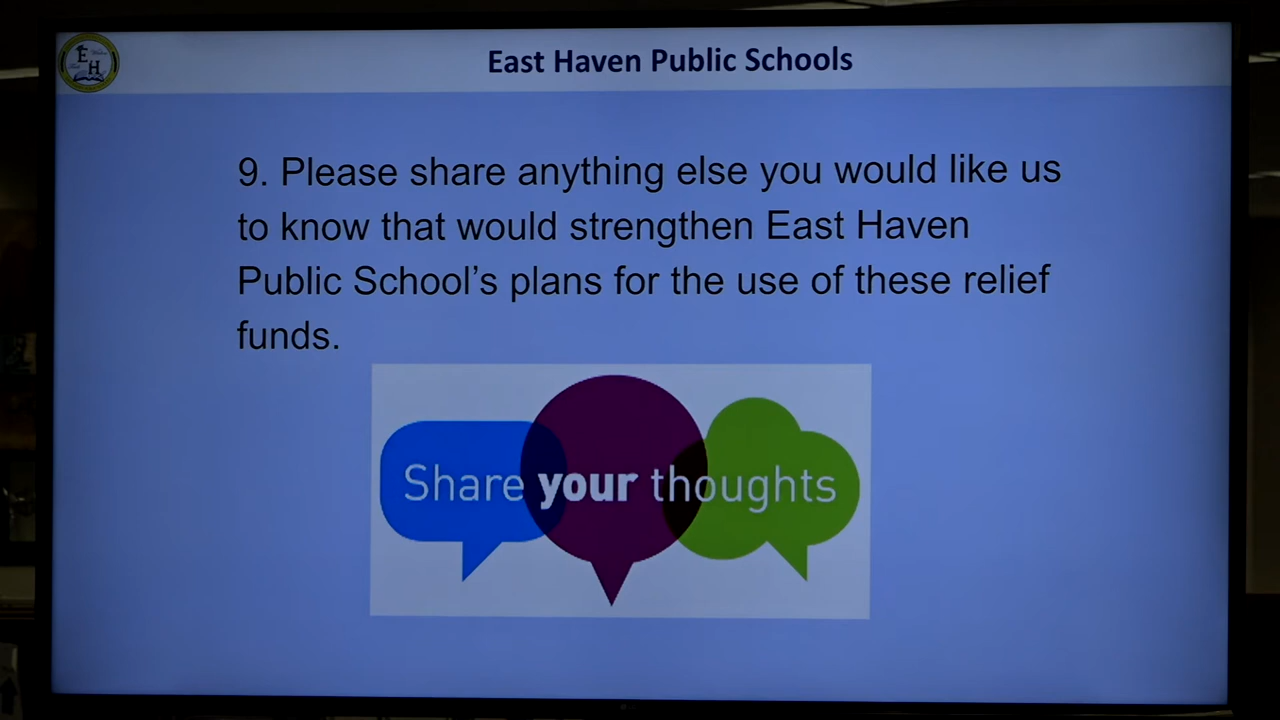 East Haven Public Schools
E
H
9. Please share anything else you would like us
to know that would strengthen East Haven
Public School’s plans for the use of these relief
funds.
Share your thoughts